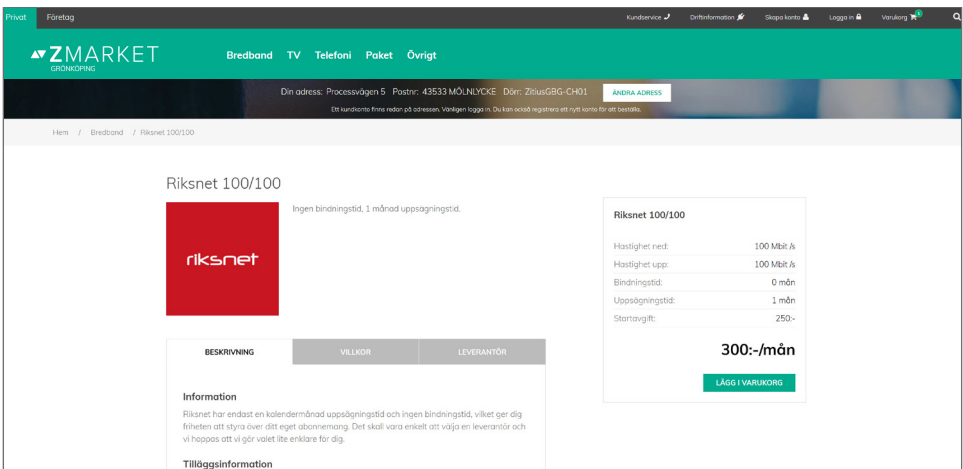 Privat Företag Kundservice Driftinformation Skapa konto Logga in Varukorg 1
ZMARKET
GRÖNKÖPING
Bredband TV Telefoni Paket Övrigt
Din adress: Processvägen 5 Postnr: 43533 MÖLNLYCKE Dörr: ZitiusGBG-CH01 ÄNDRA ADRESS
Ett kundkonto finns redan på adressen. Vänligen logga in. Du kan också registrera ett nytt konto för att beställa.
Hem / Bredband / Riksnet 100/100
Riksnet 100/100
riksnet
Ingen bindningstid, 1 månad uppsägningstid.
BESKRIVNING VILLKOR LEVERANTÖR
Information
Riksnet har endast en kalendermånad uppsägningstid och ingen bindningstid, vilket ger dig
friheten att styra över ditt eget abonnemang. Det skall vara enkelt att välja en leverantör och
vi hoppas att vi gör valet lite enklare för dig.
Tilläggsinformation
Riksnet 100/100
Hastighet ned: 100 Mbit /s
Hastighet upp: 100 Mbit /s
Bindningstid: 0 mån
Uppsägningstid: 1 mån
Startavgift: 250:-
300:-/mån
LÄGG I VARUKORG